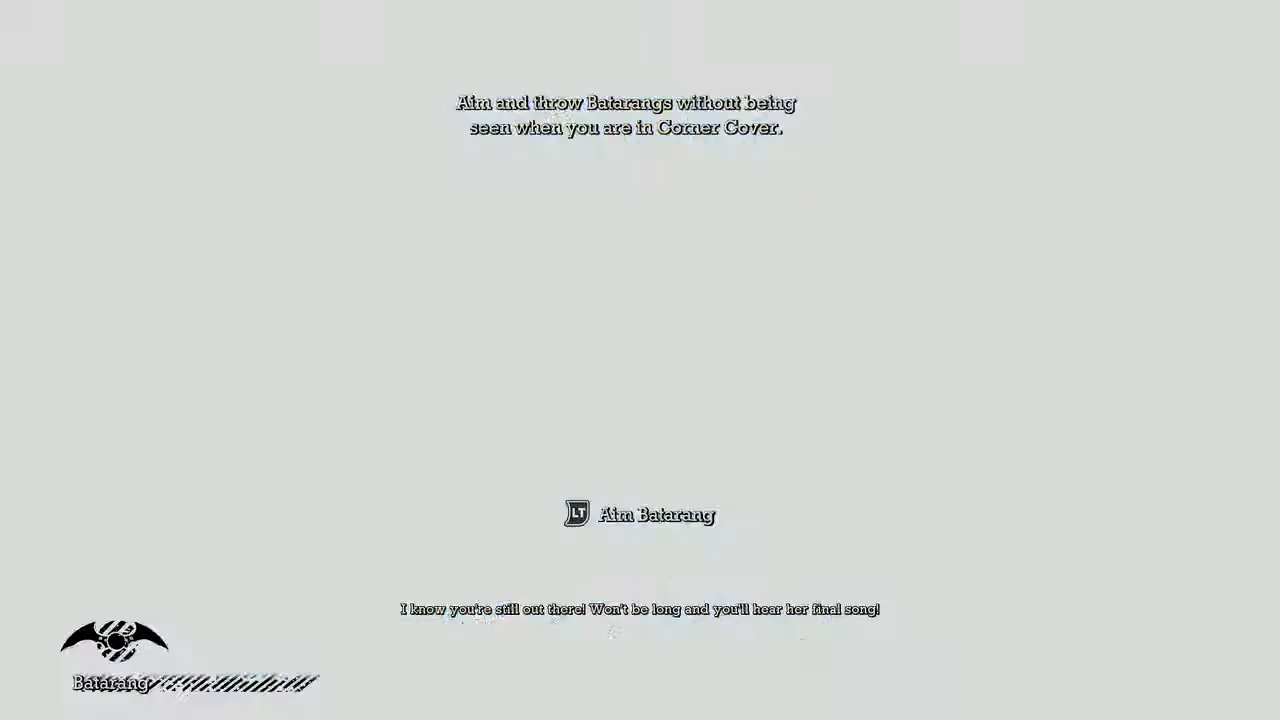 Aim and throw Batarangs without being
seen when you are in Corner Cover.
LT Aim Batarang
I know you're still out there! Won't be long and you'll hear her final song!
Batarang